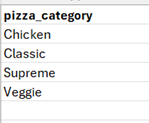 pizza_category
Chicken
Classic
Supreme
Veggie